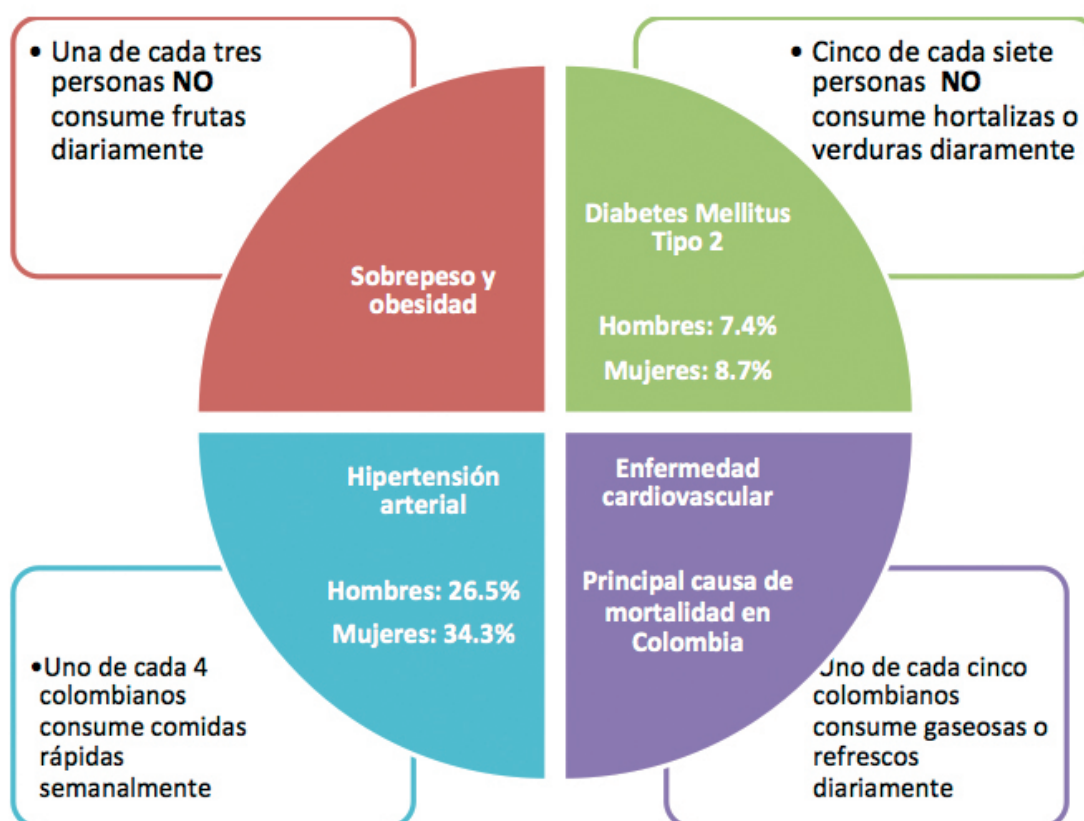 • Una de cada tres
personas NO
consume frutas
diariamente
• Cinco de cada siete
personas NO
consume hortalizas o
verduras diaramente
Sobrepeso y
obesidad
Diabetes Mellitus
Tipo 2
Hombres: 7.4%
Mujeres: 8.7%
Hipertensión
arterial
Hombres: 26.5%
Mujeres: 34.3%
Enfermedad
cardiovascular
Principal causa de
mortalidad en
Colombia
•Uno de cada 4
colombianos
consume comidas
rápidas
semanalmente
Uno de cada cinco
colombianos
consume gaseosas o
refrescos
diariamente